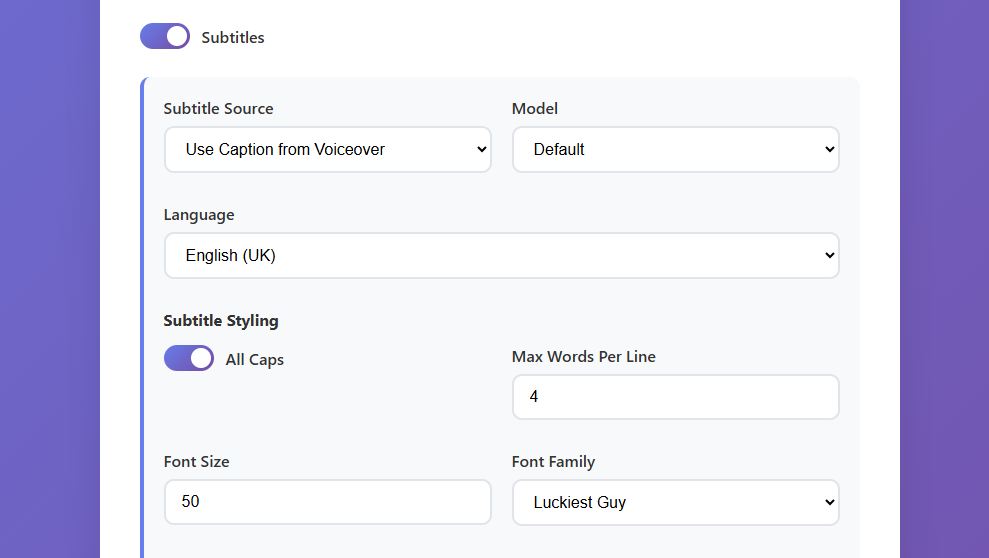 Subtitles
Subtitle Source
Model
Use Caption from Voiceover
Default
Language
English (UK)
Subtitle Styling
All Caps
Max Words Per Line
4
Font Size
Font Family
50
Luckiest Guy